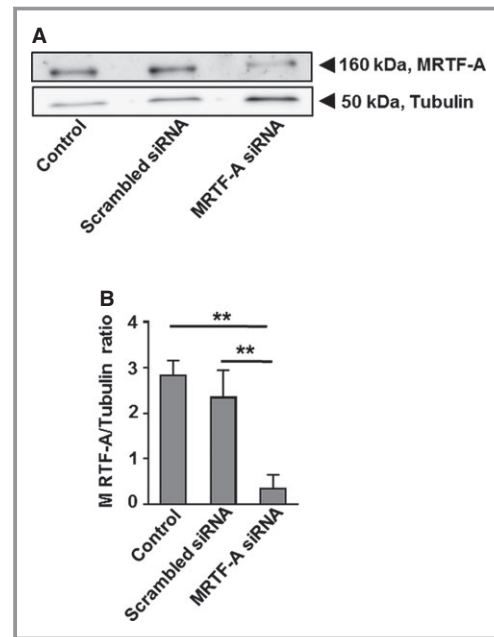 A
160 kDa, MRTF-A
50 kDa, Tubulin
Control
Scrambled siRNA
MRTF-A siRNA
B
M RTF-A/Tubulin ratio
4
3
2
1
0
**
**
Control
Scrambled siRNA
MRTF-A siRNA